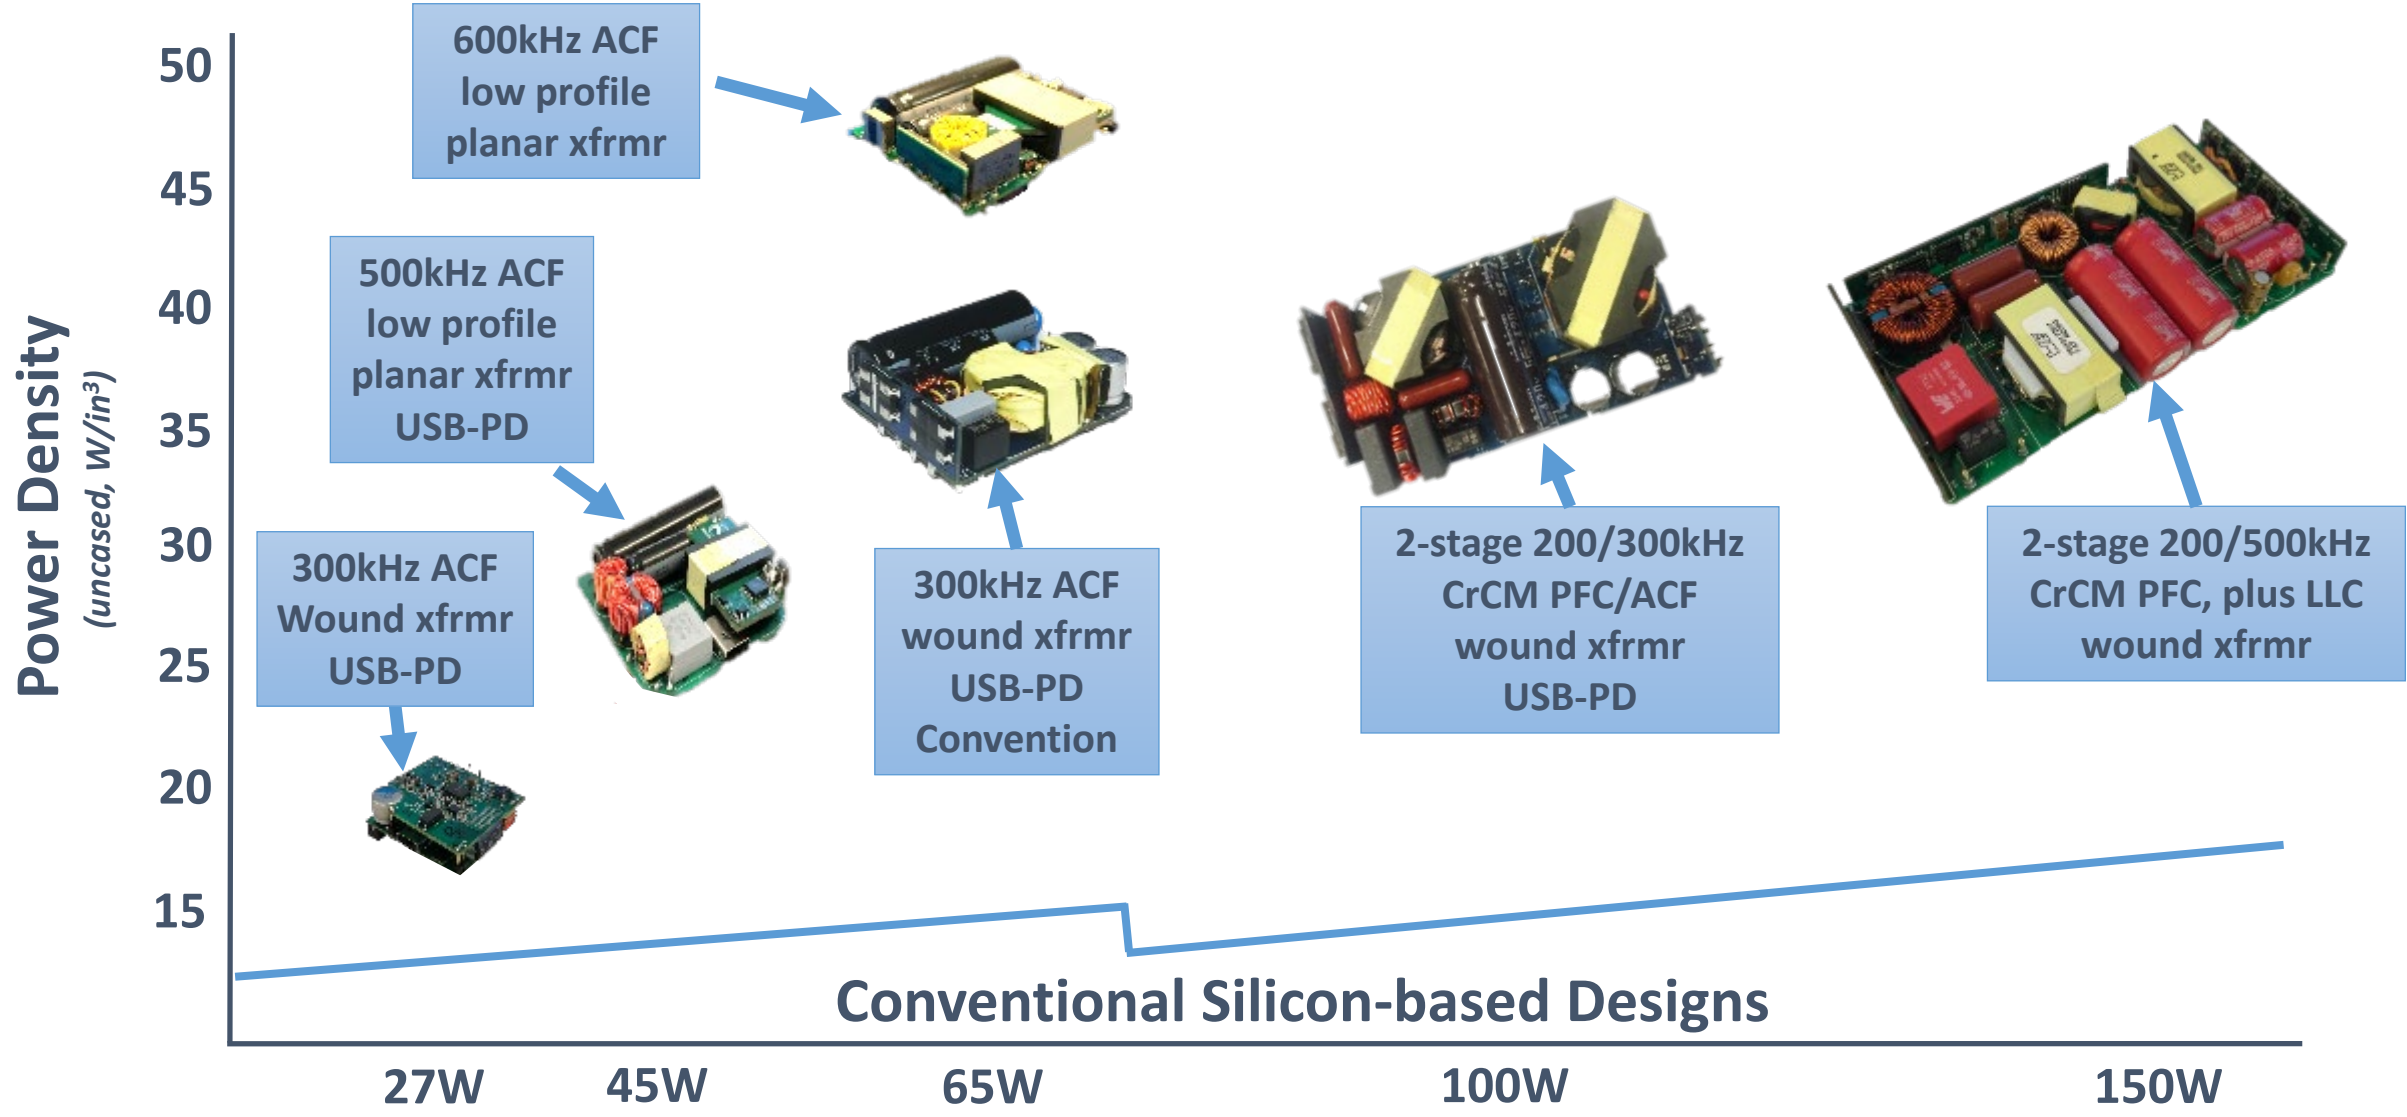 600kHz ACF
low profile
planar xfrmr
500kHz ACF
low profile
planar xfrmr
USB-PD
300kHz ACF
Wound xfrmr
USB-PD
300kHz ACF
wound xfrmr
USB-PD
Convention
2-stage 200/300kHz
CrCM PFC/ACF
wound xfrmr
USB-PD
2-stage 200/500kHz
CrCM PFC, plus LLC
wound xfrmr
Power Density
(uncased, W/in³)
50
45
40
35
30
25
20
15
Conventional Silicon-based Designs
27W
45W
65W
100W
150W